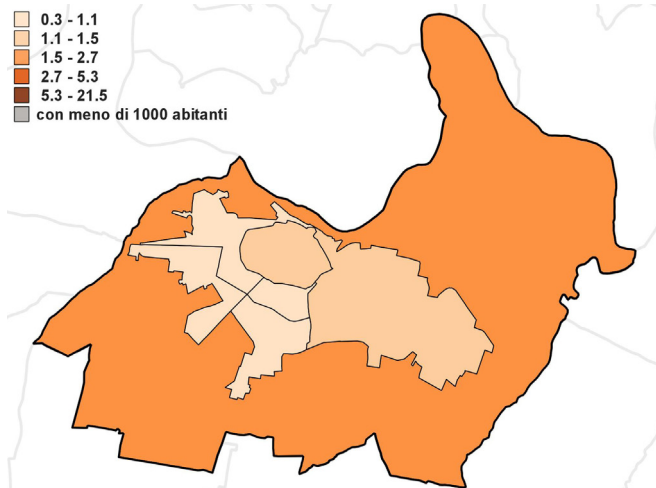 0.3 - 1.1
1.1 - 1.5
1.5 - 2.7
2.7 - 5.3
5.3 - 21.5
con meno di 1000 abitanti